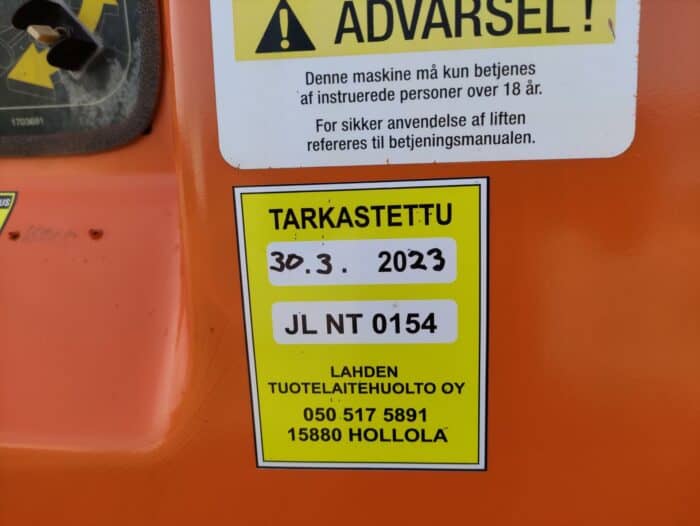 ADVARSEL!
Denne maskine må kun betjenes
af instruerede personer over 18 år.
For sikker anvendelse af liften
refereres til betjeningsmanualen.
1703681
TARKASTETTU
30.3. 2023
JL NT 0154
LAHDEN
TUOTELAITEHUOLTO OY
050 517 5891
15880 HOLLOLA